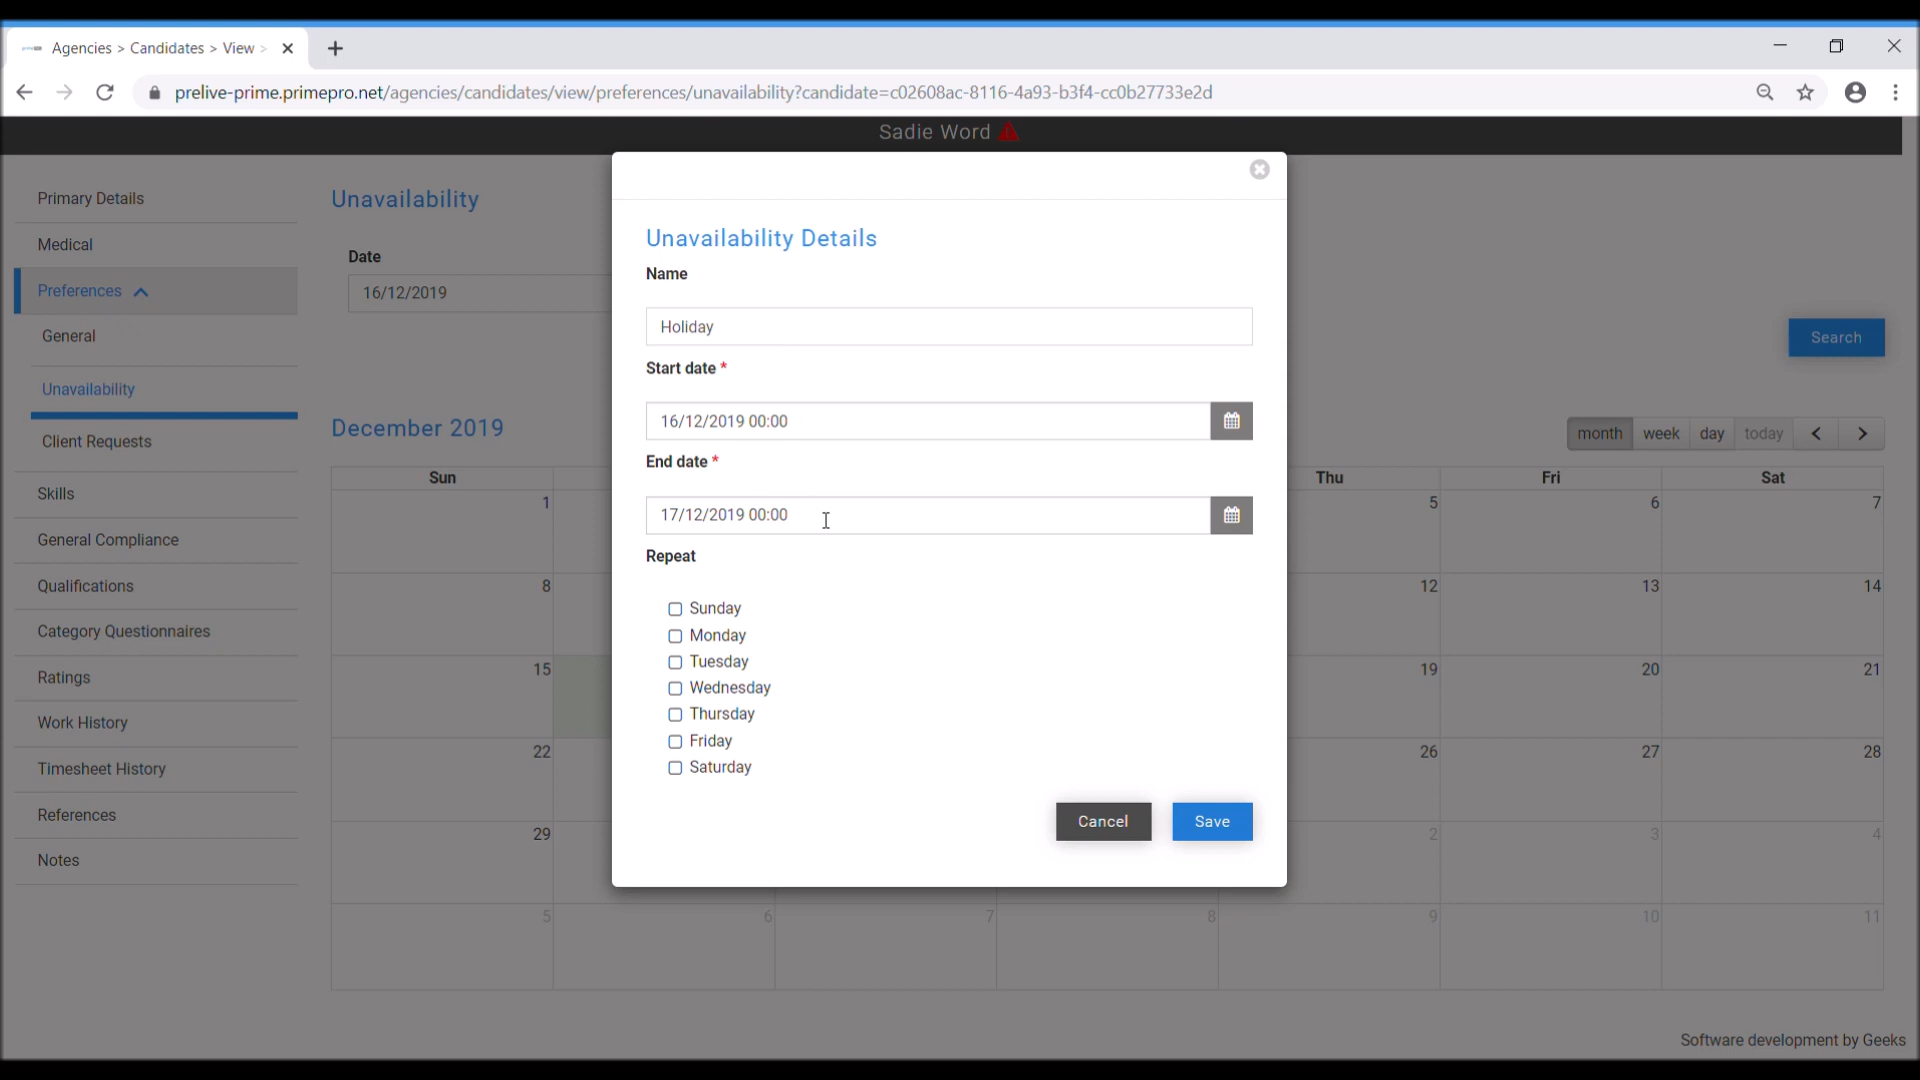 Agencies > Candidates > View >
prelive-prime.primepro.net/agencies/candidates/view/preferences/unavailability?candidate=c02608ac-8116-4a93-b3f4-cc0b27733e2d
Sadie Word
Primary Details
Medical
Preferences
General
Unavailability
Client Requests
Skills
General Compliance
Qualifications
Category Questionnaires
Ratings
Work History
Timesheet History
References
Notes
Unavailability
Date
16/12/2019
Search
December 2019
month week day today
Sun Thu Fri Sat
1 5 6 7
8 12 13 14
15 19 20 21
22 26 27 28
29 2 3 4
5 6 7 8 9 10 11
Unavailability Details
Name
Holiday
Start date *
16/12/2019 00:00
End date *
17/12/2019 00:00
Repeat
Sunday
Monday
Tuesday
Wednesday
Thursday
Friday
Saturday
Cancel Save
Software development by Geeks